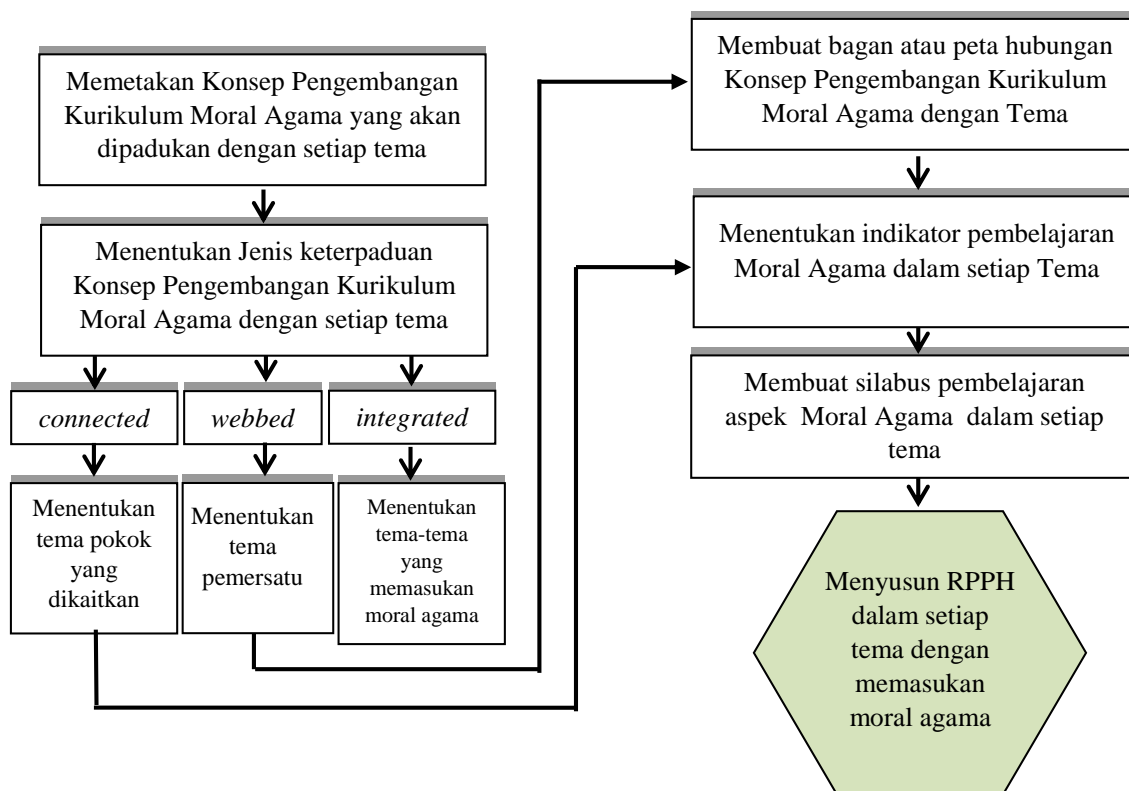 Memetakan Konsep Pengembangan
Kurikulum Moral Agama yang akan
dipadukan dengan setiap tema
Menentukan Jenis keterpaduan
Konsep Pengembangan Kurikulum
Moral Agama dengan setiap tema
connected
webbed
integrated
Menentukan
tema pokok
yang
dikaitkan
Menentukan
tema
pemersatu
Menentukan
tema-tema
yang
memasukan
moral agama
Membuat bagan atau peta hubungan
Konsep Pengembangan Kurikulum
Moral Agama dengan Tema
Menentukan indikator pembelajaran
Moral Agama dalam setiap Tema
Membuat silabus pembelajaran
aspek Moral Agama dalam setiap
tema
Menyusun RPPH
dalam setiap
tema dengan
memasukan
moral agama